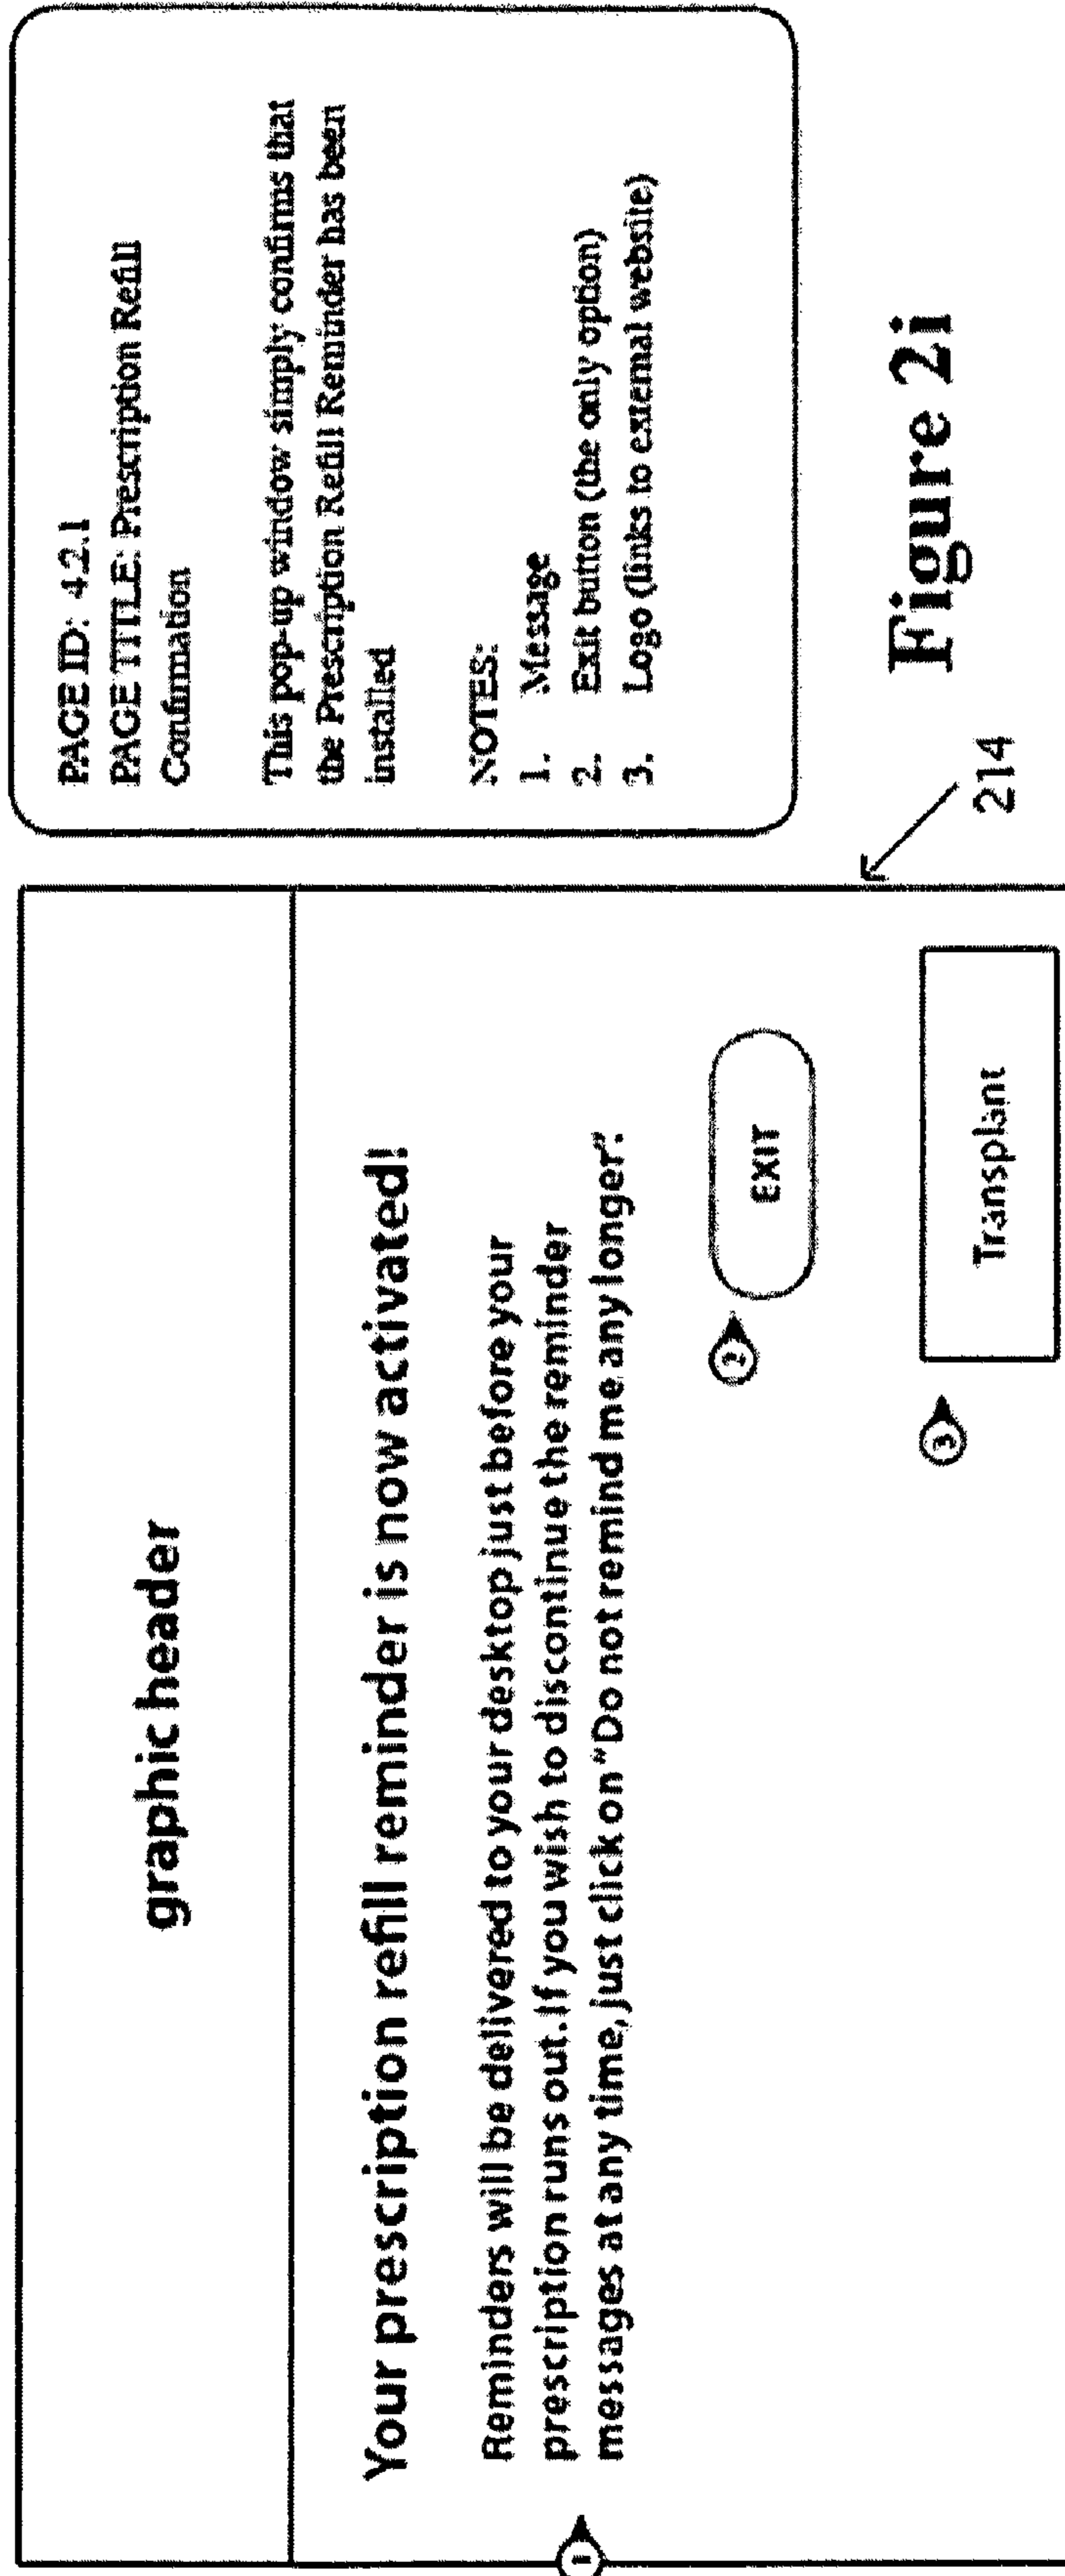 graphic header
Your prescription refill reminder is now activated!
1
Reminders will be delivered to your desktop just before your
prescription runs out. If you wish to discontinue the reminder
messages at any time, just click on "Do not remind me any longer".
2
EXIT
3
Transplant
PAGE ID: 4.2.1
PAGE TITLE: Prescription Refill
Confirmation
This pop-up window simply confirms that
the Prescription Refill Reminder has been
installed
NOTES:
1. Message
2. Exit button (the only option)
3. Logo (links to external website)
214
Figure 2i